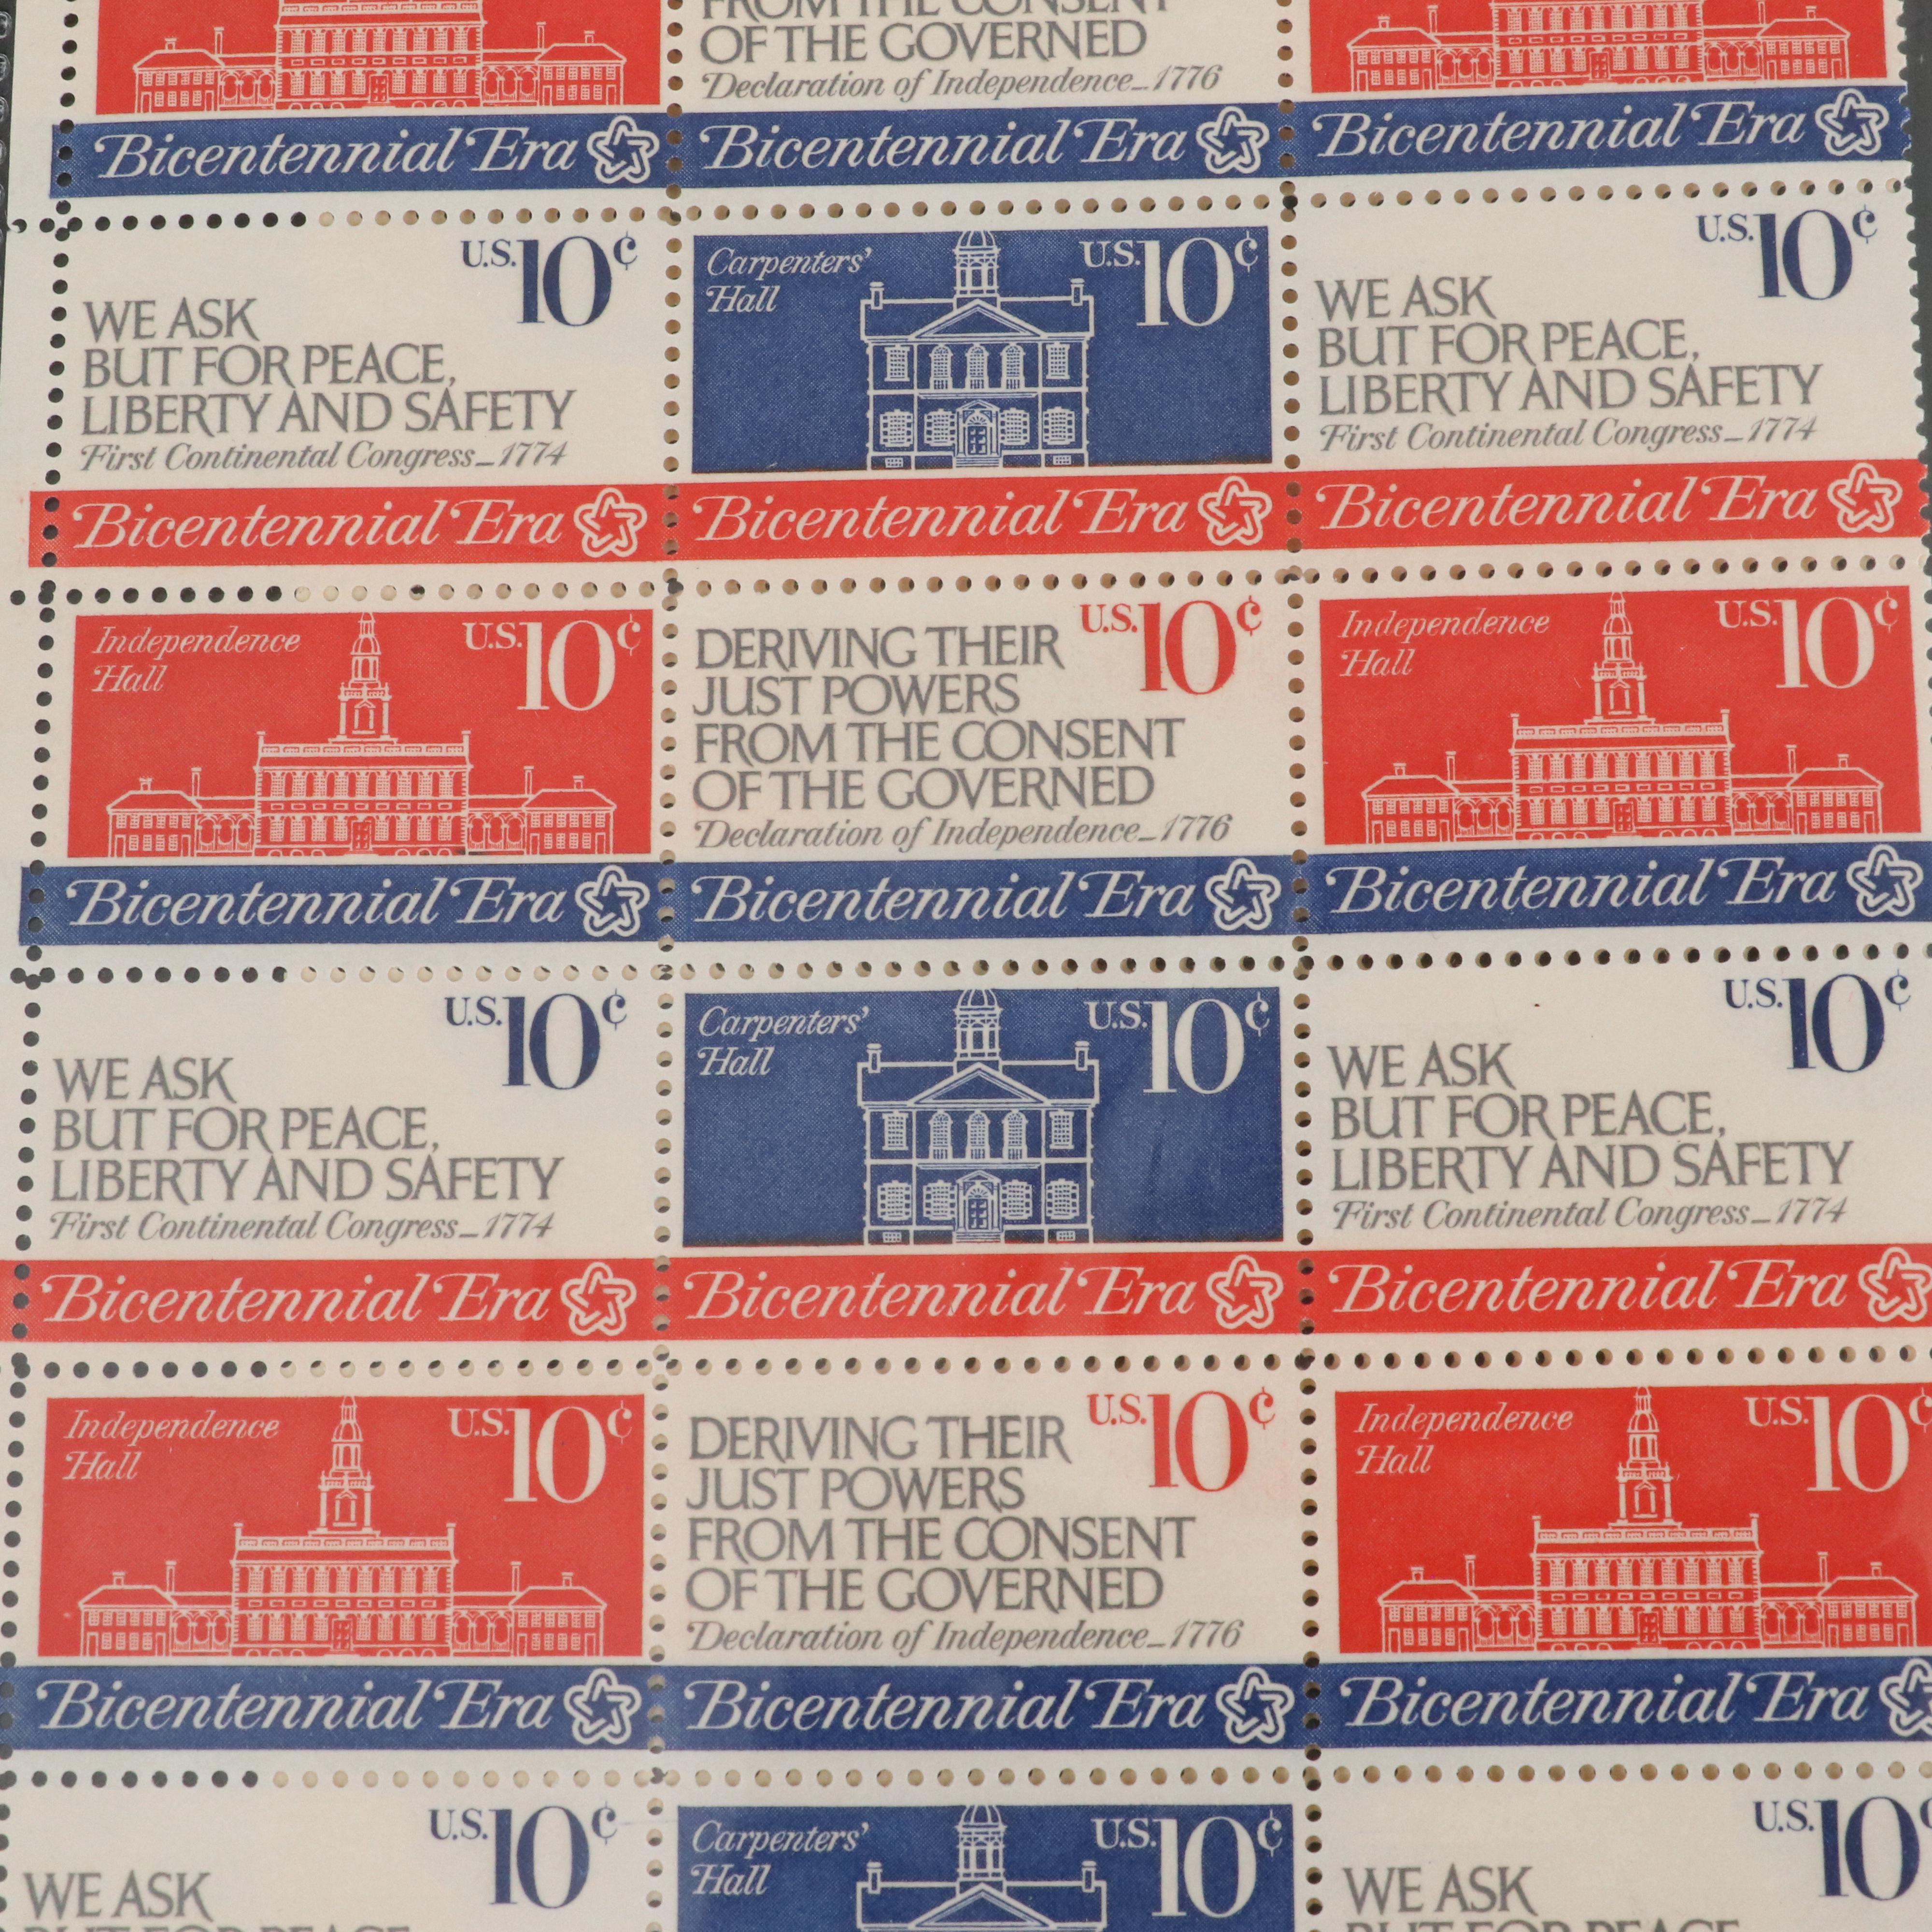 FROM THE CONSENT
OF THE GOVERNED
Declaration of Independence_1776
Bicentennial Era
Bicentennial Era
Bicentennial Era
U.S. 10¢
WE ASK
BUT FOR PEACE,
LIBERTY AND SAFETY
First Continental Congress_1774
Bicentennial Era
Carpenters'
Hall
U.S. 10¢
Bicentennial Era
U.S. 10¢
WE ASK
BUT FOR PEACE,
LIBERTY AND SAFETY
First Continental Congress_1774
Bicentennial Era
Independence
Hall
U.S. 10¢
Bicentennial Era
U.S. 10¢
DERIVING THEIR
JUST POWERS
FROM THE CONSENT
OF THE GOVERNED
Declaration of Independence_1776
Bicentennial Era
Independence
Hall
U.S. 10¢
Bicentennial Era
U.S. 10¢
WE ASK
BUT FOR PEACE,
LIBERTY AND SAFETY
First Continental Congress_1774
Bicentennial Era
Carpenters'
Hall
U.S. 10¢
Bicentennial Era
U.S. 10¢
WE ASK
BUT FOR PEACE,
LIBERTY AND SAFETY
First Continental Congress_1774
Bicentennial Era
Independence
Hall
U.S. 10¢
Bicentennial Era
U.S. 10¢
DERIVING THEIR
JUST POWERS
FROM THE CONSENT
OF THE GOVERNED
Declaration of Independence_1776
Bicentennial Era
Independence
Hall
U.S. 10¢
Bicentennial Era
U.S. 10¢
WE ASK
BUT FOR PEACE
Carpenters'
Hall
U.S. 10¢
U.S. 10¢
WE ASK
BUT FOR PEACE